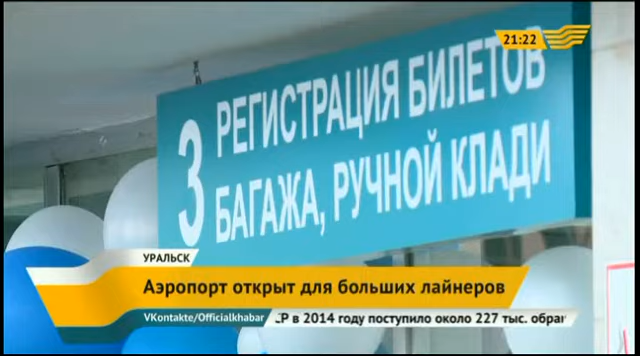 21:22
3 РЕГИСТРАЦИЯ БИЛЕТОВ
БАГАЖА, РУЧНОЙ КЛАДИ
УРАЛЬСК
Аэропорт открыт для больших лайнеров
VKontakte/Officialkhabar
в 2014 году поступило около 227 тыс.